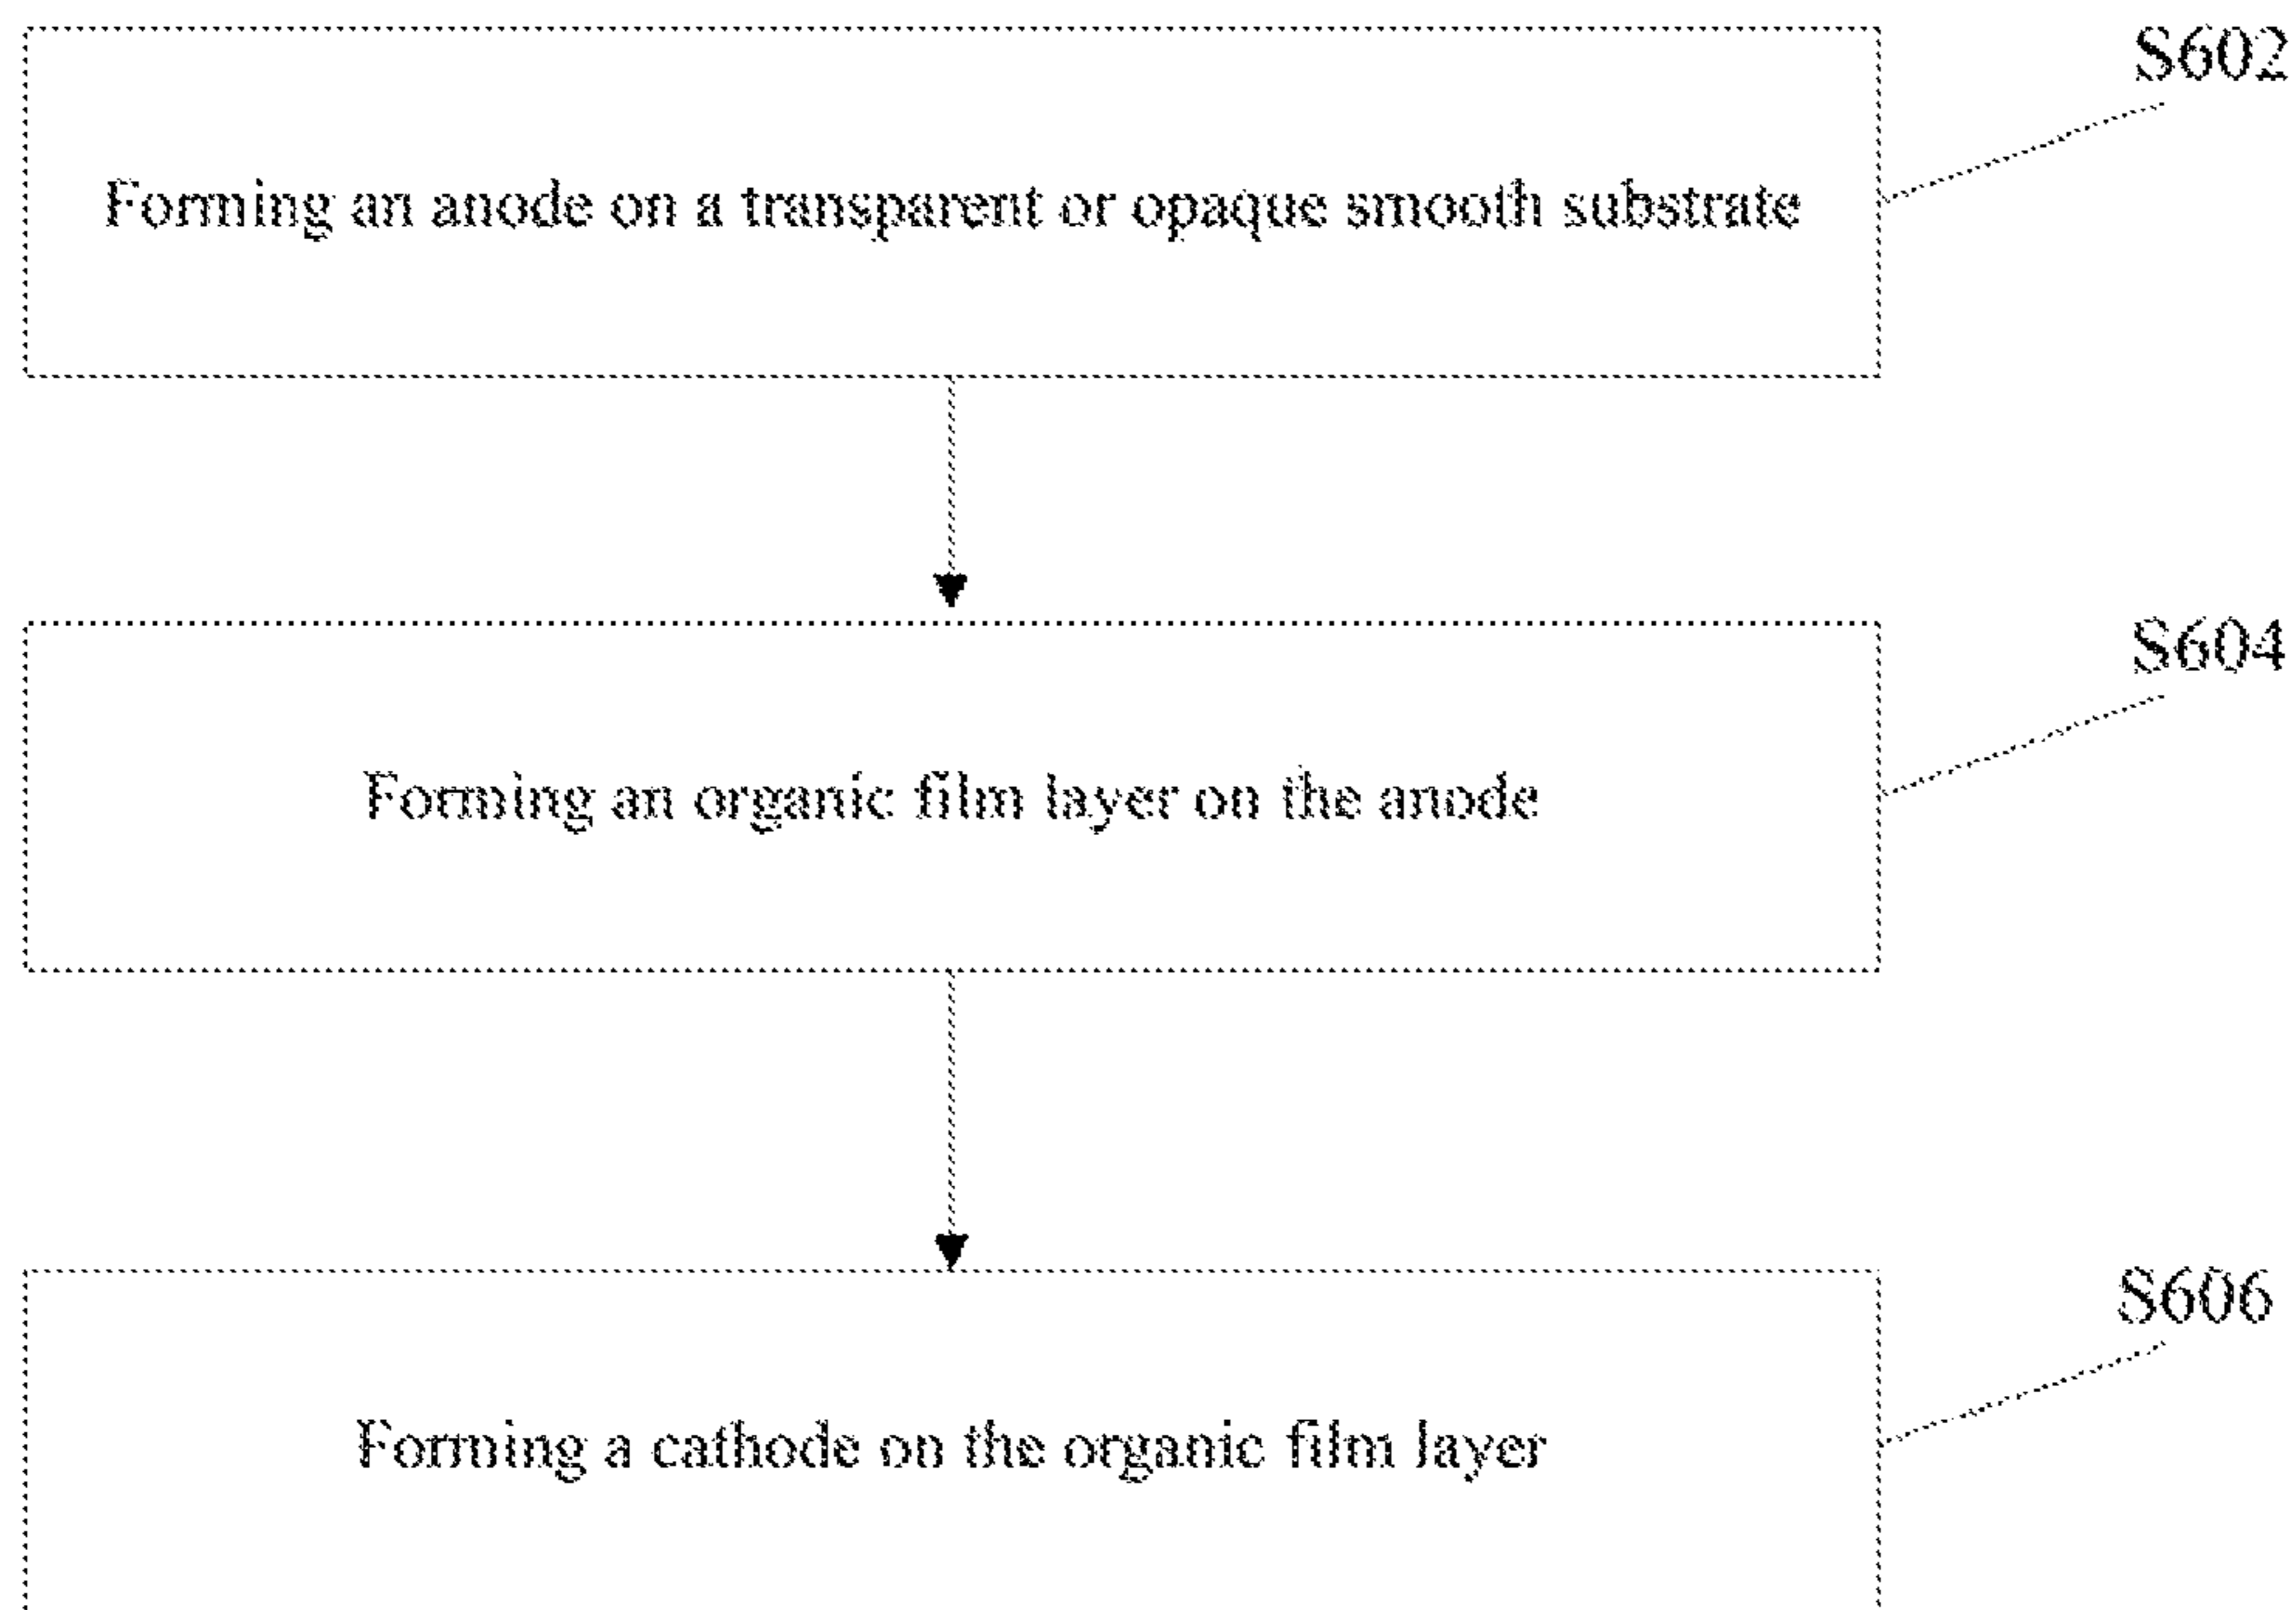 S602
Forming an anode on a transparent or opaque smooth substrate
S604
Forming an organic film layer on the anode
S606
Forming a cathode on the organic film layer